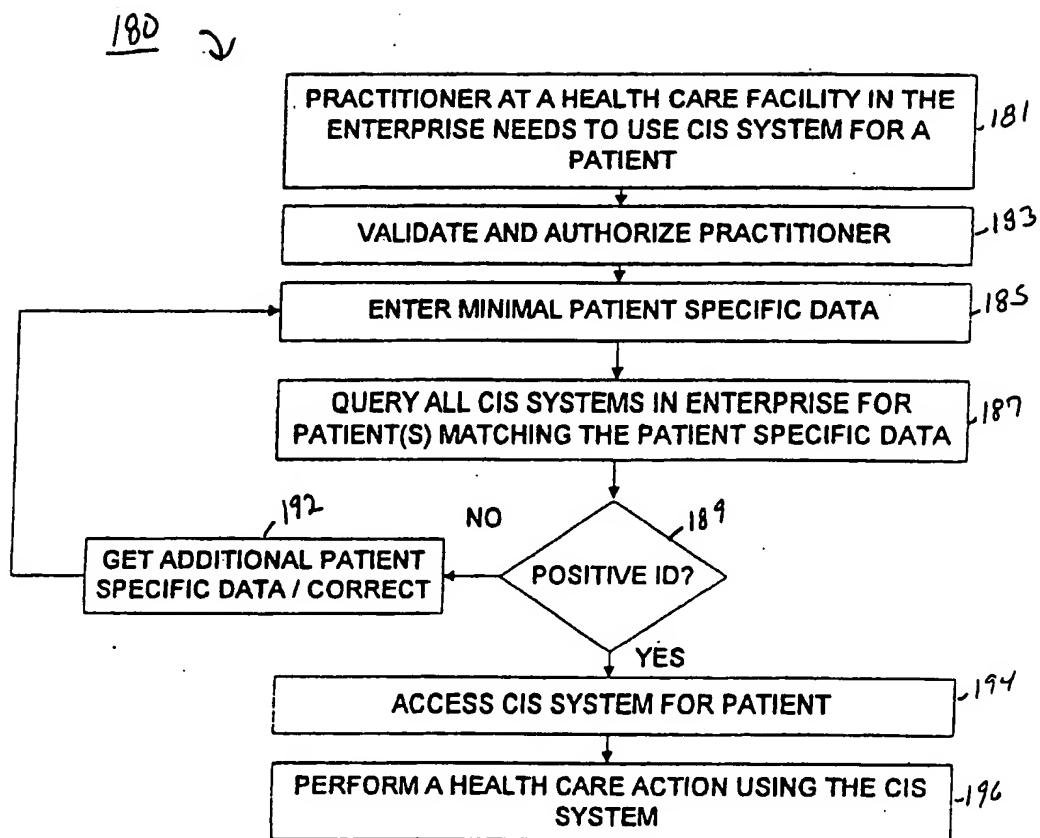 180
PRACTITIONER AT A HEALTH CARE FACILITY IN THE
ENTERPRISE NEEDS TO USE CIS SYSTEM FOR A
PATIENT
181
VALIDATE AND AUTHORIZE PRACTITIONER
183
ENTER MINIMAL PATIENT SPECIFIC DATA
185
QUERY ALL CIS SYSTEMS IN ENTERPRISE FOR
PATIENT(S) MATCHING THE PATIENT SPECIFIC DATA
187
192
NO
189
GET ADDITIONAL PATIENT
SPECIFIC DATA / CORRECT
POSITIVE ID?
YES
ACCESS CIS SYSTEM FOR PATIENT
194
PERFORM A HEALTH CARE ACTION USING THE CIS
SYSTEM
196